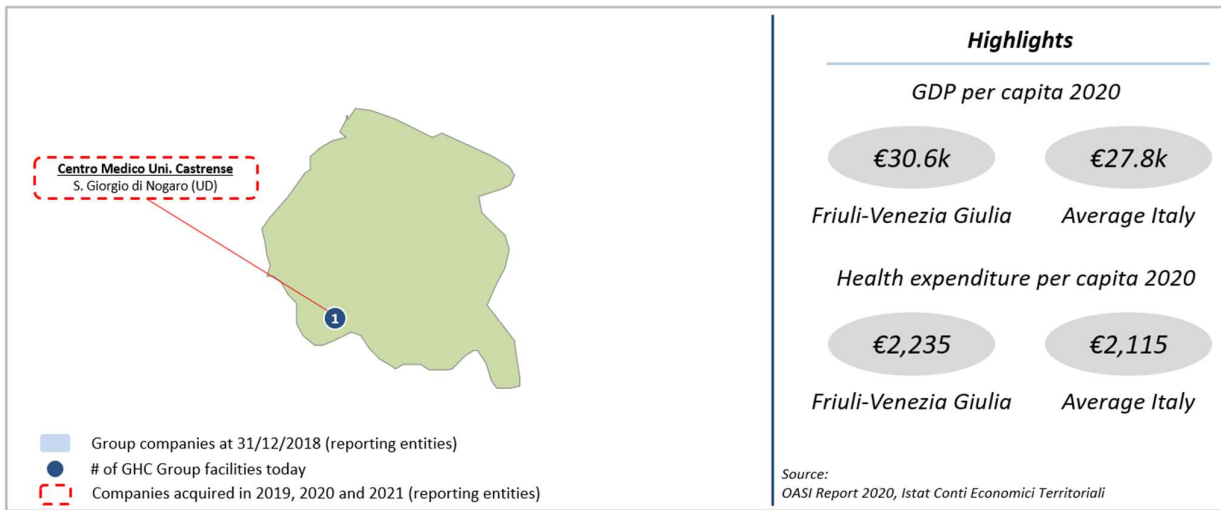 Centro Medico Uni. Castrense
S. Giorgio di Nogaro (UD)
1
Group companies at 31/12/2018 (reporting entities)
# of GHC Group facilities today
Companies acquired in 2019, 2020 and 2021 (reporting entities)
Highlights
GDP per capita 2020
€30.6k €27.8k
Friuli-Venezia Giulia Average Italy
Health expenditure per capita 2020
€2,235 €2,115
Friuli-Venezia Giulia Average Italy
Source:
OASI Report 2020, Istat Conti Economici Territoriali